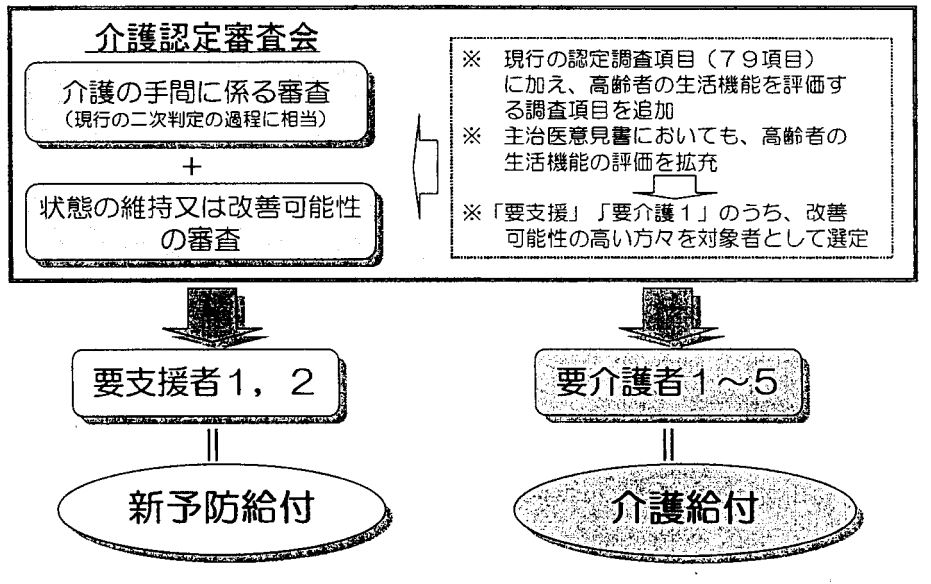 介護認定審査会
介護の手間に係る審査
(現行の二次判定の過程に相当)
+
状態の維持又は改善可能性
の審査
※ 現行の認定調査項目(79項目)
に加え、高齢者の生活機能を評価す
る調査項目を追加
※ 主治医意見書においても、高齢者の
生活機能の評価を拡充
※「要支援」「要介護1」のうち、改善
可能性の高い方々を対象者として選定
要支援者1,2
要介護者1~5
新予防給付
介護給付